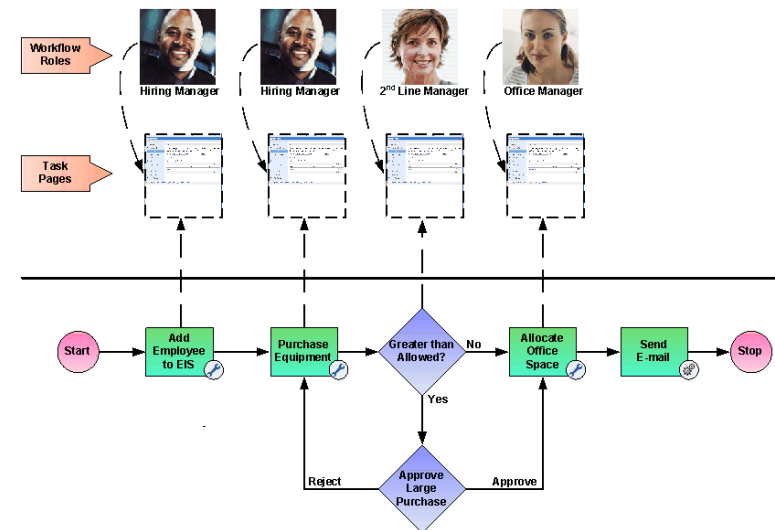 Workflow
Roles
Hiring Manager
Hiring Manager
2nd Line Manager
Office Manager
Task
Pages
Start
Add
Employee
to EIS
Purchase
Equipment
Greater than
Allowed?
No
Allocate
Office
Space
Send
E-mail
Stop
Yes
Reject
Approve
Large
Purchase
Approve